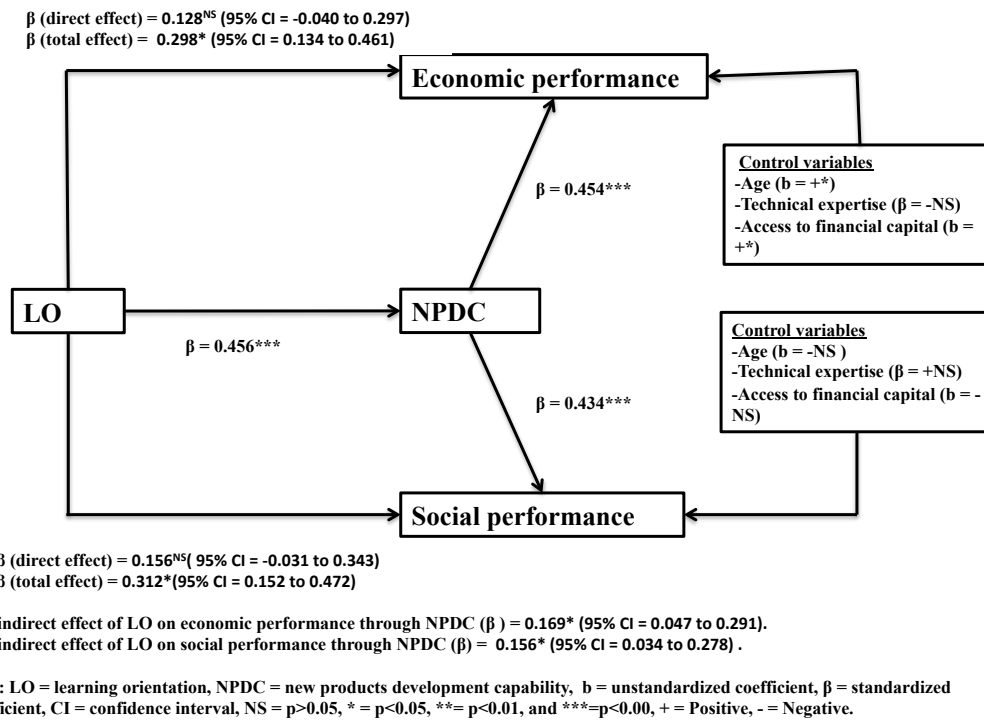 β (direct effect) = 0.128NS (95% CI = -0.040 to 0.297)
β (total effect) = 0.298* (95% CI = 0.134 to 0.461)
Economic performance
Control variables
-Age (b = +*)
-Technical expertise (β = -NS)
-Access to financial capital (b =
+*)
β = 0.454***
LO
NPDC
β = 0.456***
Control variables
-Age (b = -NS )
-Technical expertise (β = +NS)
-Access to financial capital (b = -
NS)
β = 0.434***
Social performance
β (direct effect) = 0.156NS( 95% CI = -0.031 to 0.343)
β (total effect) = 0.312*(95% CI = 0.152 to 0.472)
indirect effect of LO on economic performance through NPDC (β ) = 0.169* (95% CI = 0.047 to 0.291).
indirect effect of LO on social performance through NPDC (β) = 0.156* (95% CI = 0.034 to 0.278) .
: LO = learning orientation, NPDC = new products development capability, b = unstandardized coefficient, β = standardized
fficient, CI = confidence interval, NS = p>0.05, * = p<0.05, **= p<0.01, and ***=p<0.00, + = Positive, - = Negative.